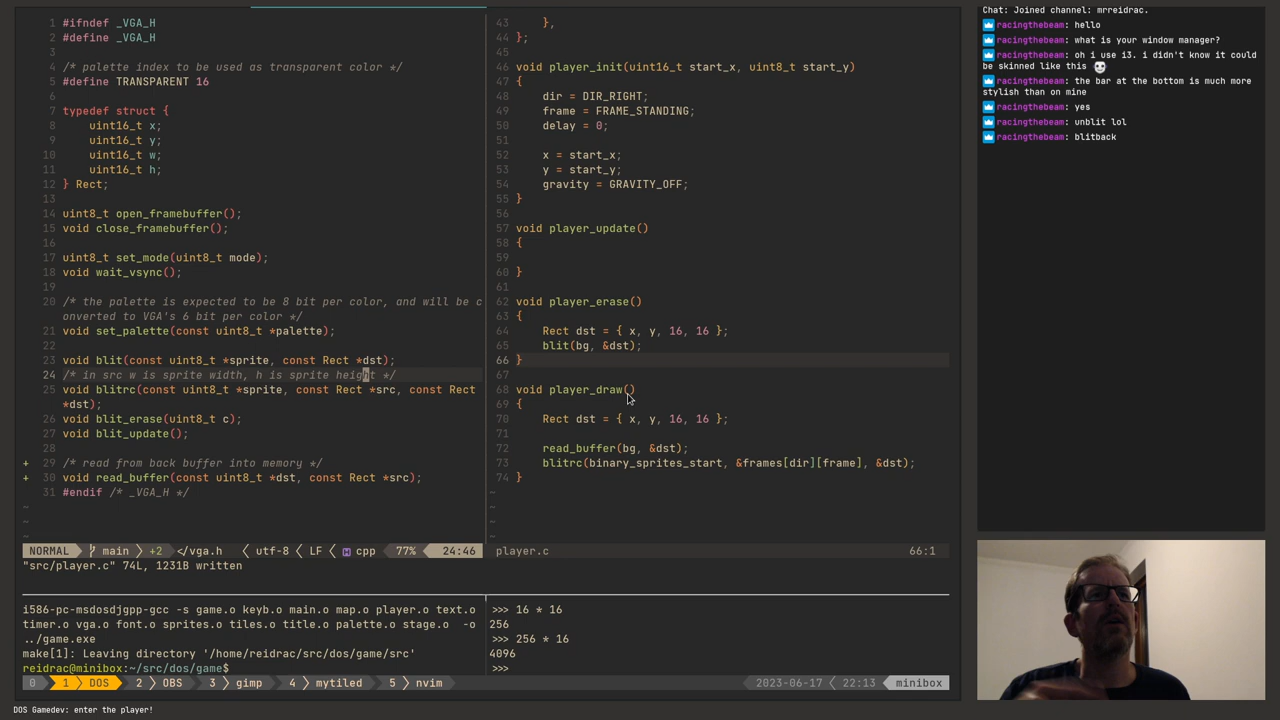 1 #ifndef _VGA_H
2 #define _VGA_H
3
4 /* palette index to be used as transparent color */
5 #define TRANSPARENT 16
6
7 typedef struct {
8 uint16_t x;
9 uint16_t y;
10 uint16_t w;
11 uint16_t h;
12 } Rect;
13
14 uint8_t open_framebuffer();
15 void close_framebuffer();
16
17 uint8_t set_mode(uint8_t mode);
18 void wait_vsync();
19
20 /* the palette is expected to be 8 bit per color, and will be c
onverted to VGA's 6 bit per color */
21 void set_palette(const uint8_t *palette);
22
23 void blit(const uint8_t *sprite, const Rect *dst);
24 /* in src w is sprite width, h is sprite height */
25 void blitrc(const uint8_t *sprite, const Rect *src, const Rect
*dst);
26 void blit_erase(uint8_t c);
27 void blit_update();
28
+ 29 /* read from back buffer into memory */
+ 30 void read_buffer(const uint8_t *dst, const Rect *src);
31 #endif /* _VGA_H */
~
~
~
NORMAL main +2 </vga.h utf-8 LF cpp 77% 24:46
"src/player.c" 74L, 1231B written
43 },
44 };
45
46 void player_init(uint16_t start_x, uint8_t start_y)
47 {
48 dir = DIR_RIGHT;
49 frame = FRAME_STANDING;
50 delay = 0;
51
52 x = start_x;
53 y = start_y;
54 gravity = GRAVITY_OFF;
55 }
56
57 void player_update()
58 {
59
60 }
61
62 void player_erase()
63 {
64 Rect dst = { x, y, 16, 16 };
65 blit(bg, &dst);
66 }
67
68 void player_draw()
69 {
70 Rect dst = { x, y, 16, 16 };
71
72 read_buffer(bg, &dst);
73 blitrc(binary_sprites_start, &frames[dir][frame], &dst);
74 }
~
~
~
~
player.c 66:1
i586-pc-msdosdjgpp-gcc -s game.o keyb.o main.o map.o player.o text.o
timer.o vga.o font.o sprites.o tiles.o title.o palette.o stage.o -o
../game.exe
make[1]: Leaving directory '/home/reidrac/src/dos/game/src'
reidrac@minibox:~/src/dos/game$
>>> 16 * 16
256
>>> 256 * 16
4096
>>>
0 1 DOS 2 OBS 3 gimp 4 mytiled 5 nvim 2023-06-17 22:13 minibox
DOS Gamedev: enter the player!
Chat: Joined channel: mrreidrac.
racingthebeam: hello
racingthebeam: what is your window manager?
racingthebeam: oh i use i3. i didn't know it could
be skinned like this
racingthebeam: the bar at the bottom is much more
stylish than on mine
racingthebeam: yes
racingthebeam: unblit lol
racingthebeam: blitback